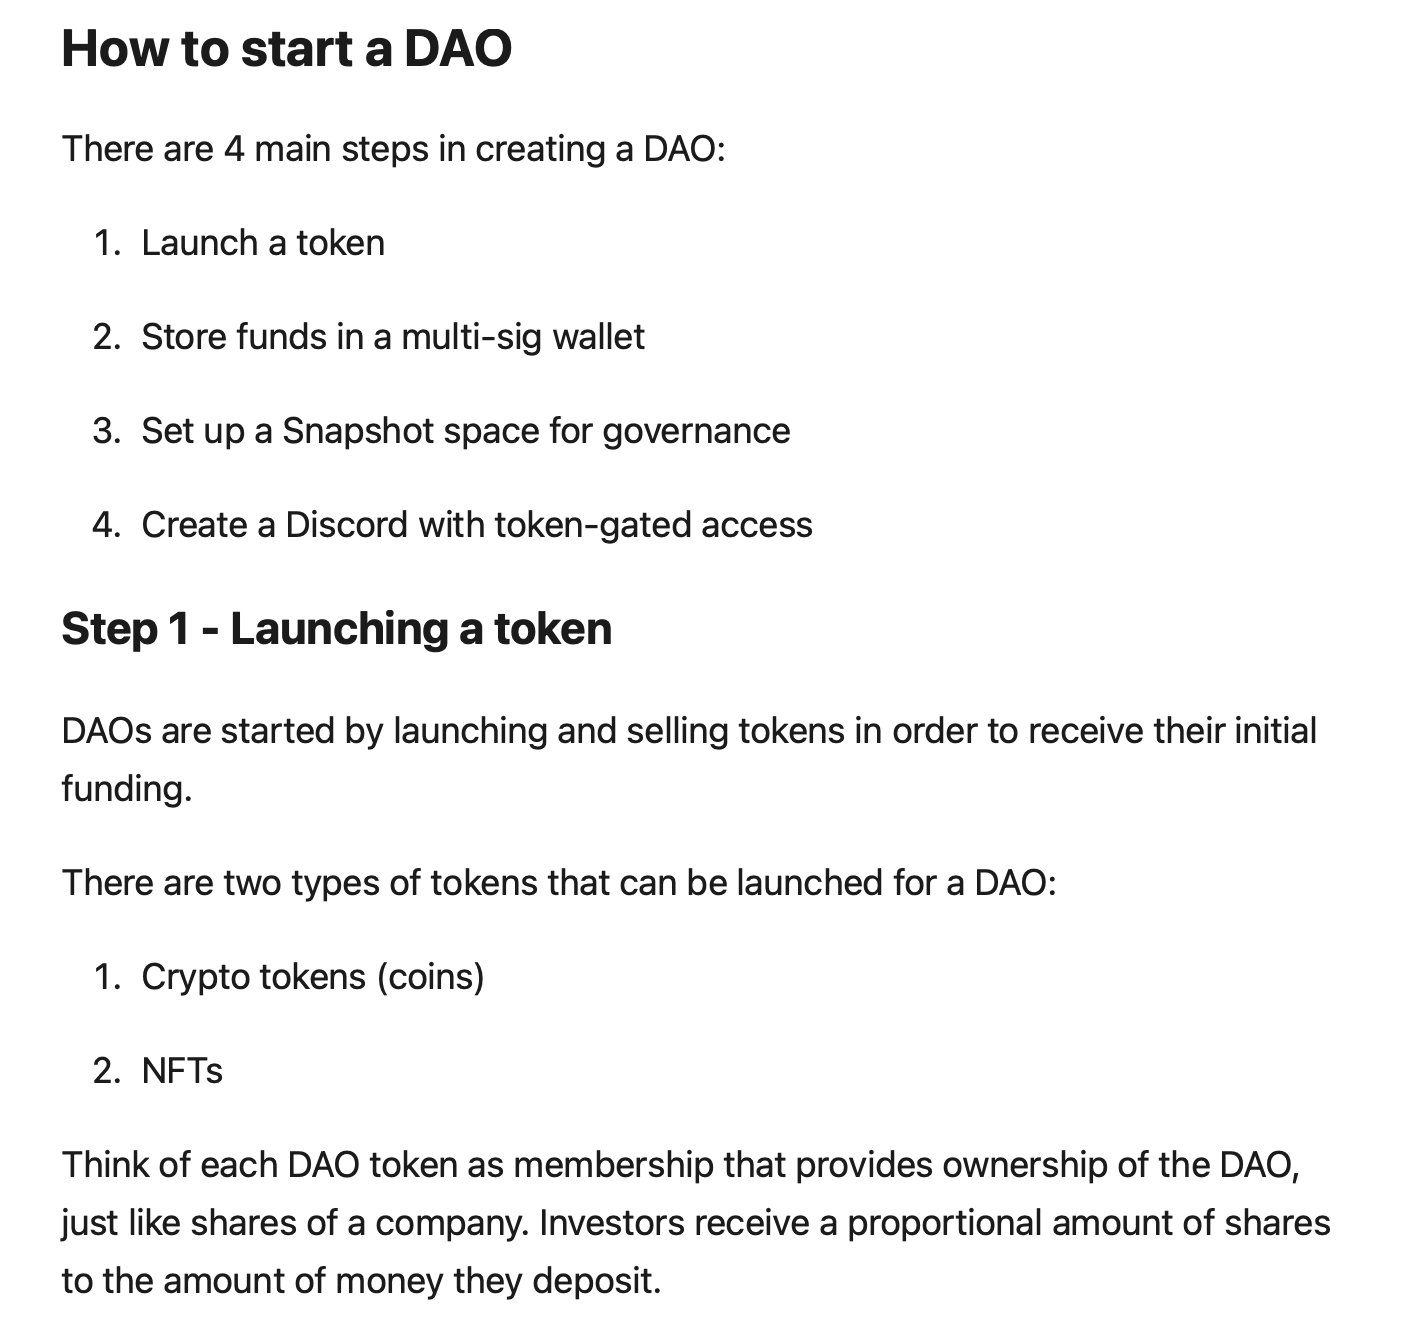 How to start a DAO
There are 4 main steps in creating a DAO:
1. Launch a token
2. Store funds in a multi-sig wallet
3. Set up a Snapshot space for governance
4. Create a Discord with token-gated access
Step 1 - Launching a token
DAOs are started by launching and selling tokens in order to receive their initial
funding.
There are two types of tokens that can be launched for a DAO:
1. Crypto tokens (coins)
2. NFTs
Think of each DAO token as membership that provides ownership of the DAO,
just like shares of a company. Investors receive a proportional amount of shares
to the amount of money they deposit.